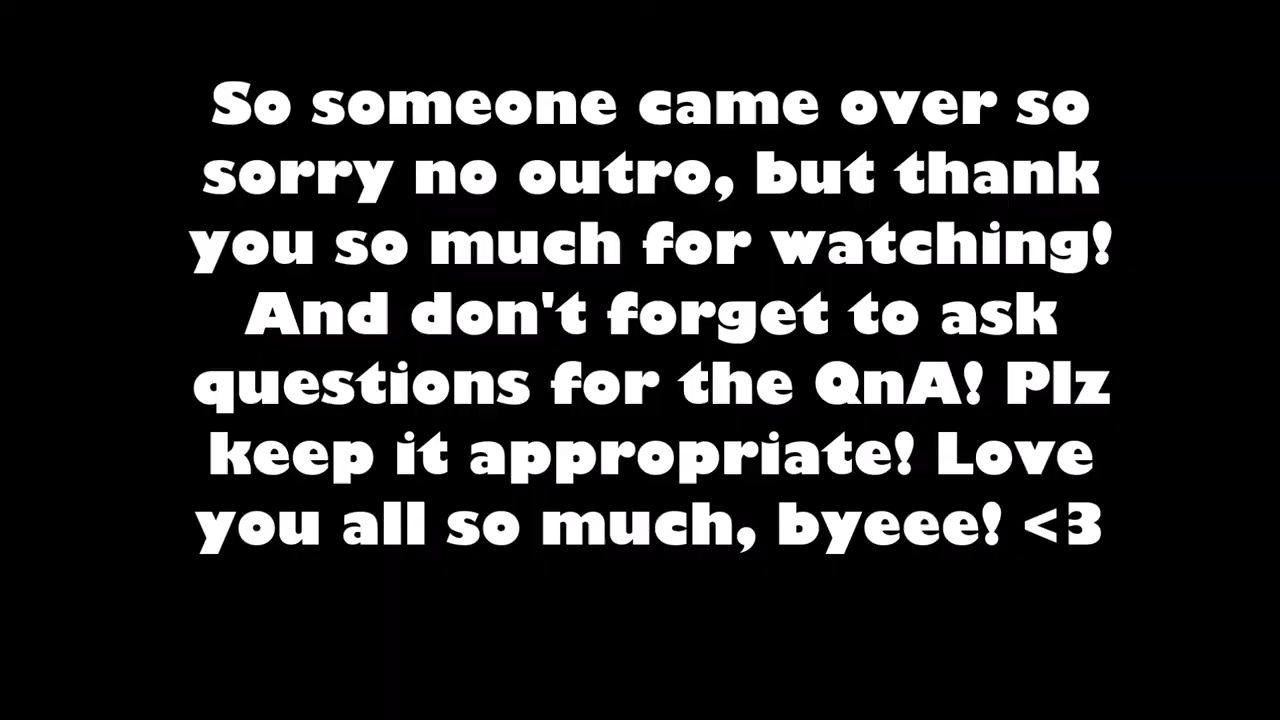 So someone came over so
sorry no outro, but thank
you so much for watching!
And don't forget to ask
questions for the QnA! Plz
keep it appropriate! Love
you all so much, byeee! <3